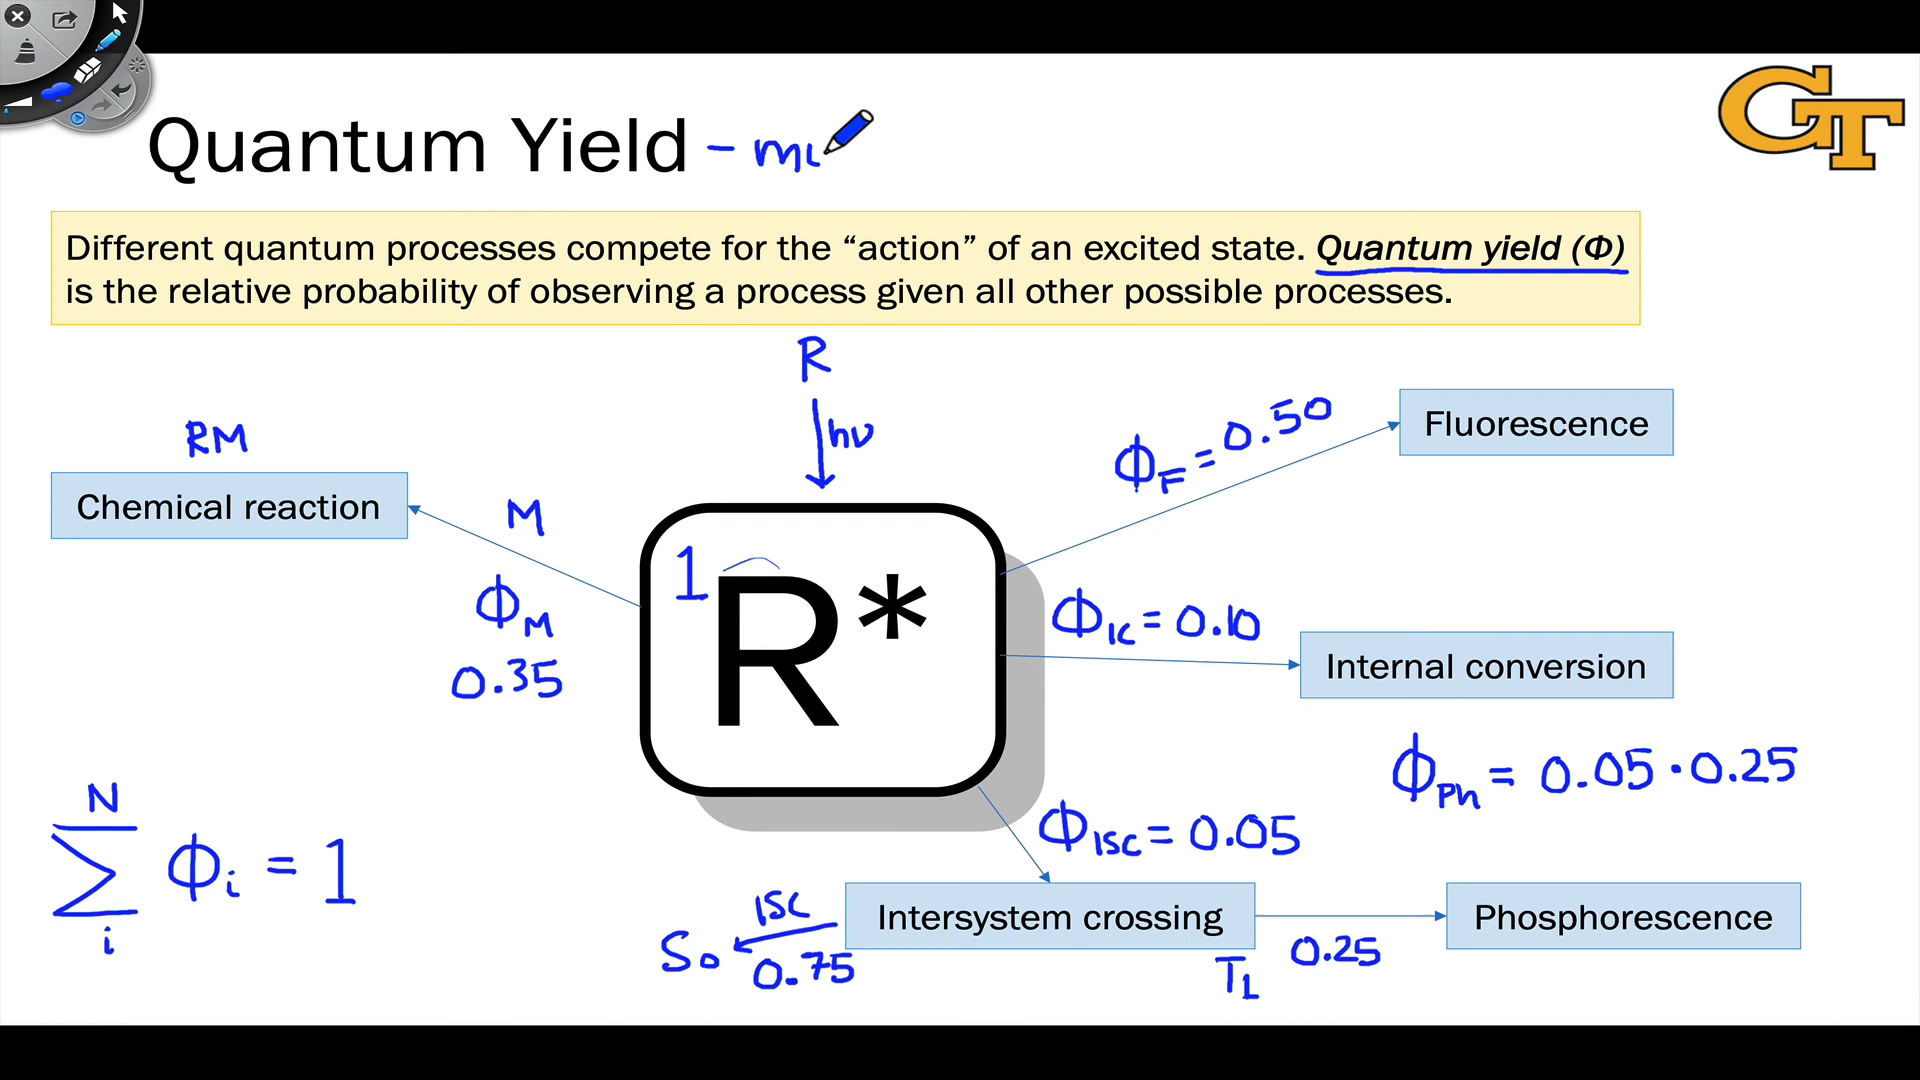 Quantum Yield – mc
GT
Different quantum processes compete for the “action” of an excited state. Quantum yield (Φ)
is the relative probability of observing a process given all other possible processes.
R
hν
RM
Chemical reaction
M
ϕM
0.35
1R*
ϕF = 0.50
Fluorescence
ϕIC = 0.10
Internal conversion
ϕPh = 0.05 · 0.25
ϕISC = 0.05
N
∑ ϕi = 1
i
ISC
S0
0.75
Intersystem crossing
T1
0.25
Phosphorescence